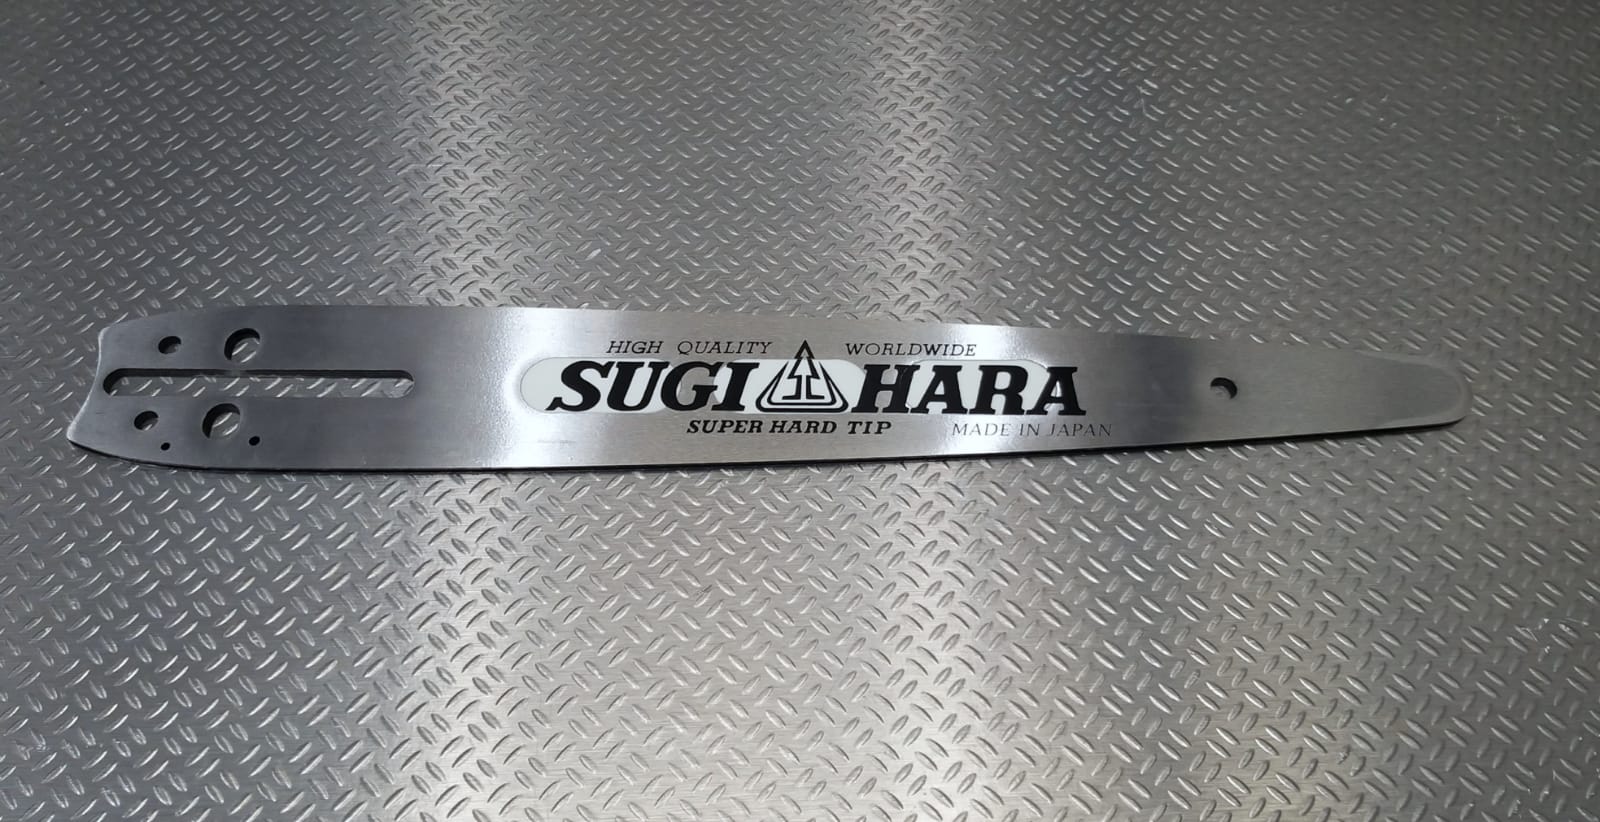 HIGH QUALITY WORLDWIDE
SUGIHARA
SUPER HARD TIP
MADE IN JAPAN